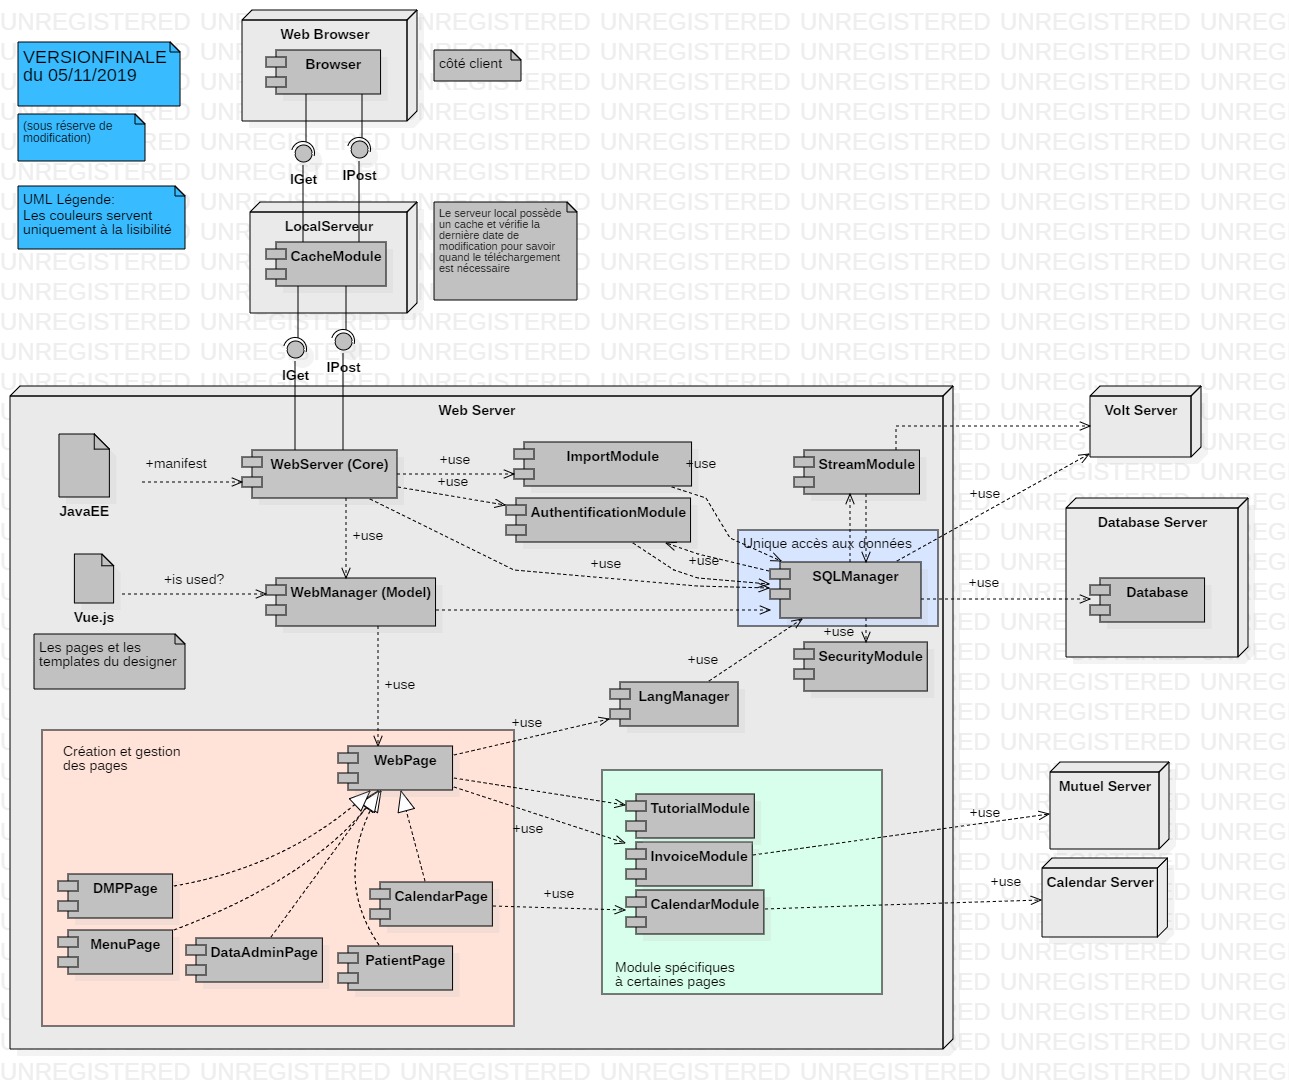 VERSIONFINALE
du 05/11/2019
(sous réserve de
modification)
UML Légende:
Les couleurs servent
uniquement à la lisibilité
Web Browser
Browser
côté client
IGet
IPost
LocalServeur
CacheModule
Le serveur local possède
un cache et vérifie la
dernière date de
modification pour savoir
quand le téléchargement
est nécessaire
IGet
IPost
Web Server
JavaEE
+manifest
WebServer (Core)
+use
+use
ImportModule
+use
AuthentificationModule
StreamModule
Volt Server
+use
Database Server
Database
+use
Unique accès aux données
SQLManager
+use
+use
+use
Vue.js
+is used?
WebManager (Model)
Les pages et les
templates du designer
+use
SecurityModule
+use
LangManager
+use
+use
Création et gestion
des pages
WebPage
+use
DMPPage
MenuPage
DataAdminPage
PatientPage
CalendarPage
+use
TutorialModule
InvoiceModule
CalendarModule
Module spécifiques
à certaines pages
+use
Mutuel Server
+use
Calendar Server
UNREGISTERED